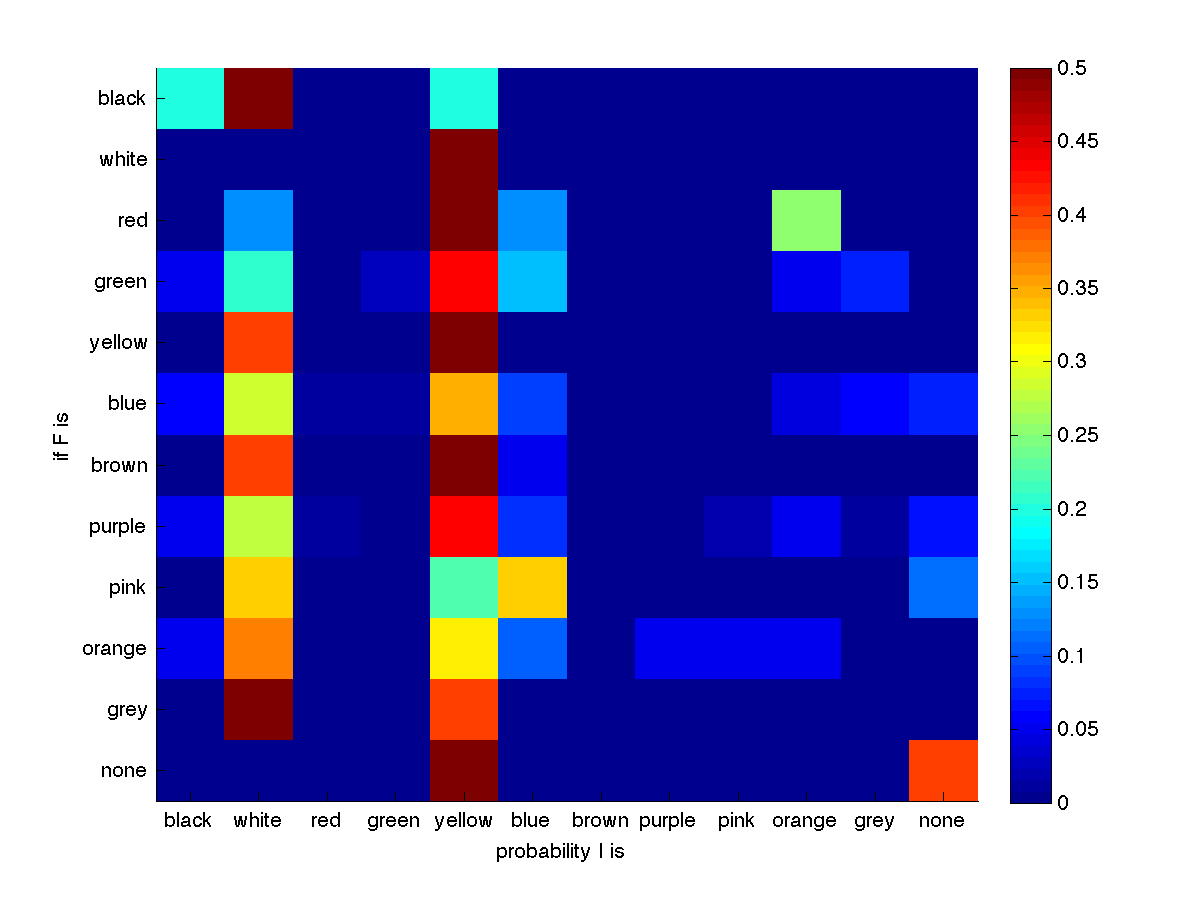 black
white
red
green
yellow
blue
brown
purple
pink
orange
grey
none
if F is
black white red green yellow blue brown purple pink orange grey none
probability I is
0.5
0.45
0.4
0.35
0.3
0.25
0.2
0.15
0.1
0.05
0